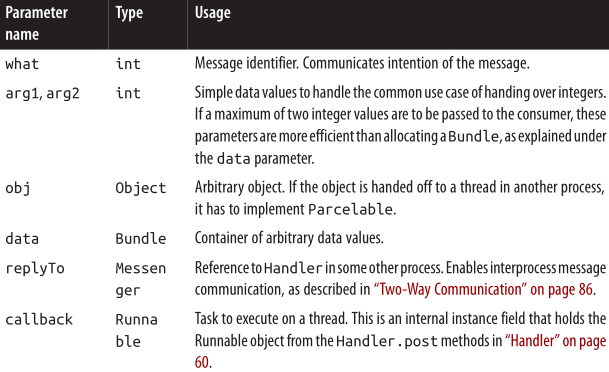 Parameter name Type Usage
what int Message identifier. Communicates intention of the message.
arg1, arg2 int Simple data values to handle the common use case of handing over integers.
If a maximum of two integer values are to be passed to the consumer, these
parameters are more efficient than allocating a Bundle, as explained under
the data parameter.
obj Object Arbitrary object. If the object is handed off to a thread in another process,
it has to implement Parcelable.
data Bundle Container of arbitrary data values.
replyTo Messen Reference to Handler in some other process. Enables interprocess message
ger communication, as described in “Two-Way Communication” on page 86.
callback Runna Task to execute on a thread. This is an internal instance field that holds the
ble Runnable object from the Handler.post methods in “Handler” on page
60.